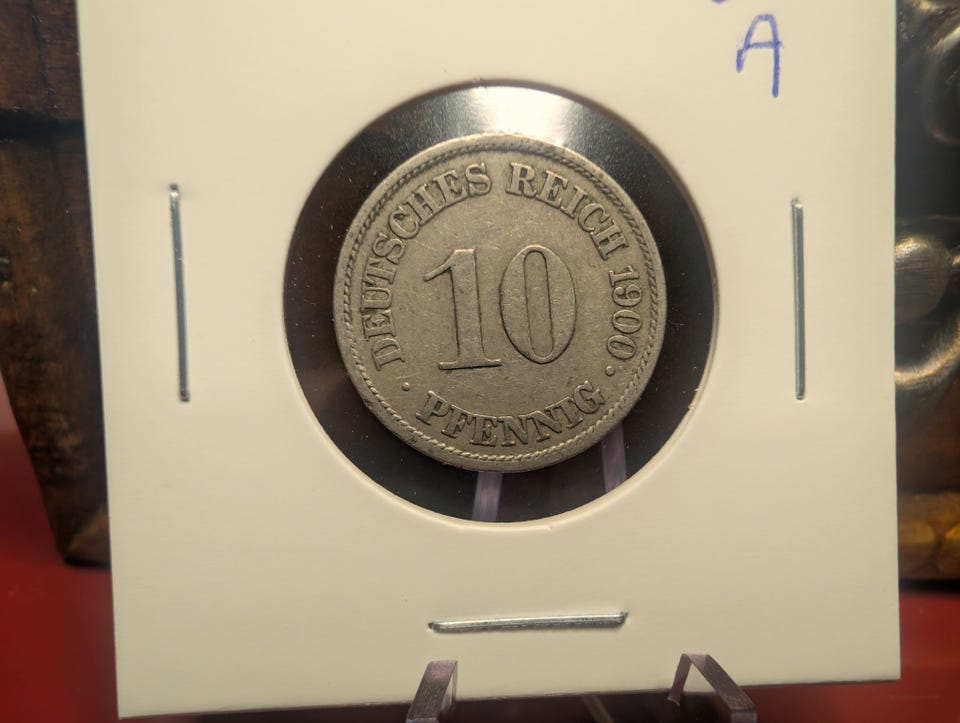 A
DEUTSCHES REICH 1900
10
• PFENNIG •